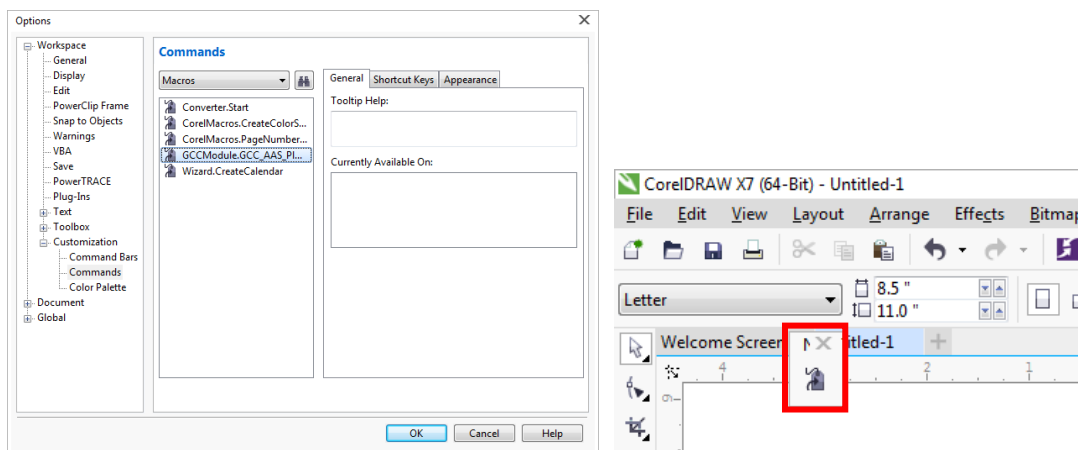 Options
Workspace
General
Display
Edit
PowerClip Frame
Snap to Objects
Warnings
VBA
Save
PowerTRACE
Plug-Ins
Text
Toolbox
Customization
Command Bars
Commands
Color Palette
Document
Global
Commands
Macros
Converter.Start
CorelMacros.CreateColorS...
CorelMacros.PageNumber...
GCCModule.GCC_AAS_Pl...
Wizard.CreateCalendar
General Shortcut Keys Appearance
Tooltip Help:
Currently Available On:
OK Cancel Help
CorelDRAW X7 (64-Bit) - Untitled-1
File Edit View Layout Arrange Effects Bitmap
Letter
8.5 "
11.0 "
Welcome Screen itled-1
4 2 1
6